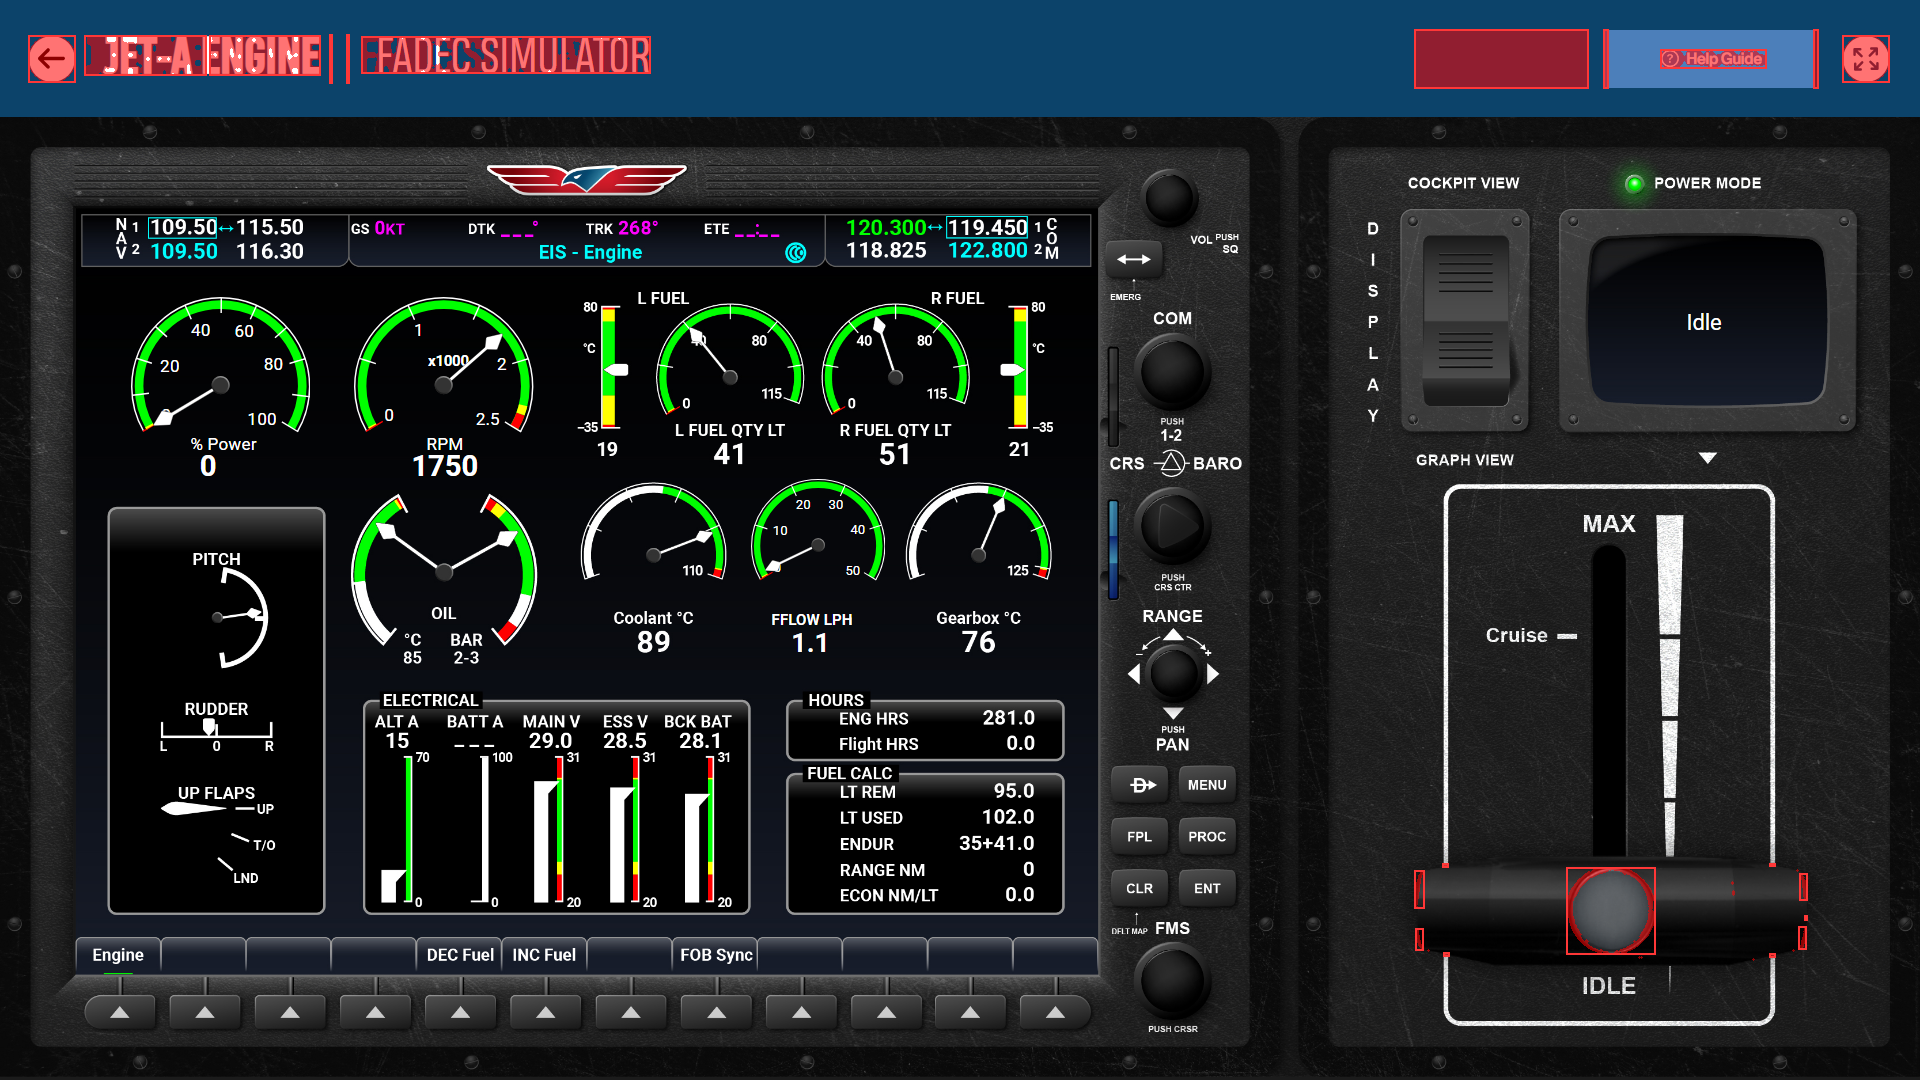 JET-A ENGINE
FADEC SIMULATOR
? Help Guide
N 1 109.50 ↔ 115.50
A
V 2 109.50 116.30
GS 0KT
DTK _ _ _°
TRK 268°
ETE _ _:_ _
EIS - Engine
120.300 ↔ 119.450 1 C
O
118.825 122.800 2 M
VOL PUSH
SQ
EMERG
COM
PUSH
1-2
CRS BARO
PUSH
CRS CTR
RANGE
- +
PUSH
PAN
D MENU
FPL PROC
CLR ENT
DFLT MAP FMS
PUSH CRSR
20 40 60 80 100
% Power
0
0 1 2 2.5
x1000
RPM
1750
80 °C -35
19
L FUEL
0 40 80 115
L FUEL QTY LT
41
R FUEL
0 40 80 115
R FUEL QTY LT
51
80 °C -35
21
PITCH
RUDDER
L 0 R
UP FLAPS
UP
T/O
LND
OIL
°C BAR
85 2-3
110
Coolant °C
89
0 10 20 30 40 50
FFLOW LPH
1.1
125
Gearbox °C
76
ELECTRICAL
ALT A BATT A MAIN V ESS V BCK BAT
15 _ _ _ 29.0 28.5 28.1
70 100 31 31 31
0 0 20 20 20
HOURS
ENG HRS 281.0
Flight HRS 0.0
FUEL CALC
LT REM 95.0
LT USED 102.0
ENDUR 35+41.0
RANGE NM 0
ECON NM/LT 0.0
Engine DEC Fuel INC Fuel FOB Sync
DISPLAY
COCKPIT VIEW
GRAPH VIEW
POWER MODE
Idle
MAX
Cruise
IDLE